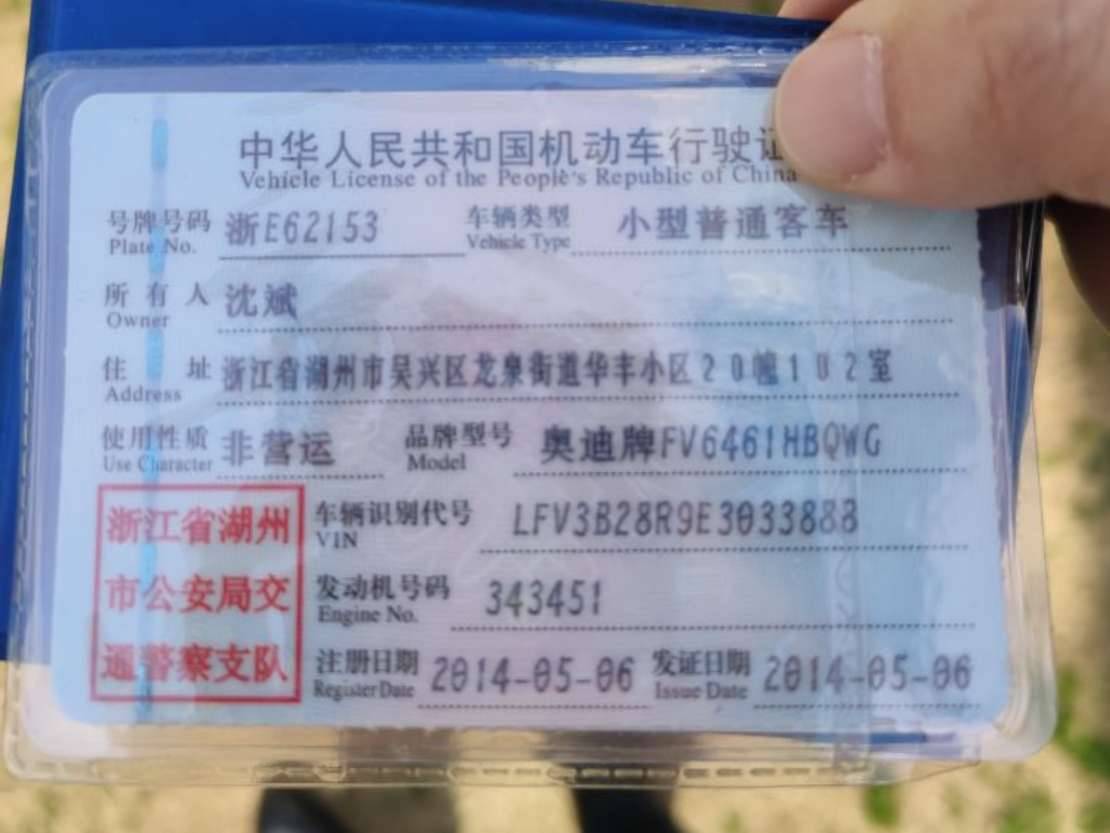 中华人民共和国机动车行驶证
Vehicle License of the People's Republic of China
号牌号码 浙E62153 车辆类型 小型普通客车
Plate No. Vehicle Type
所有人 沈斌
Owner
住址 浙江省湖州市吴兴区龙泉街道华丰小区20幢102室
Address
使用性质 非营运 品牌型号 奥迪牌FV6461HBQWG
Use Character Model
浙江省湖州
市公安局交
通警察支队
车辆识别代号 LFV3B28R9E3033888
VIN
发动机号码 343451
Engine No.
注册日期 2014-05-06 发证日期 2014-05-06
Register Date Issue Date